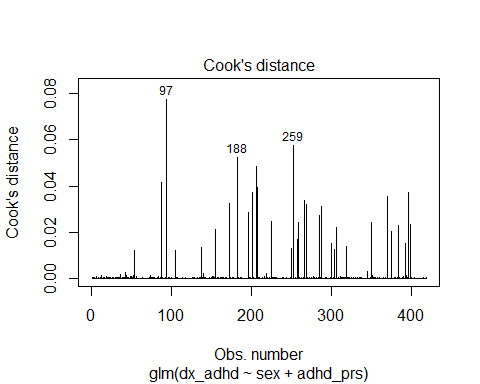 Cook's distance
97
188
259
Cook's distance
0.00 0.02 0.04 0.06 0.08
0 100 200 300 400
Obs. number
glm(dx_adhd ~ sex + adhd_prs)